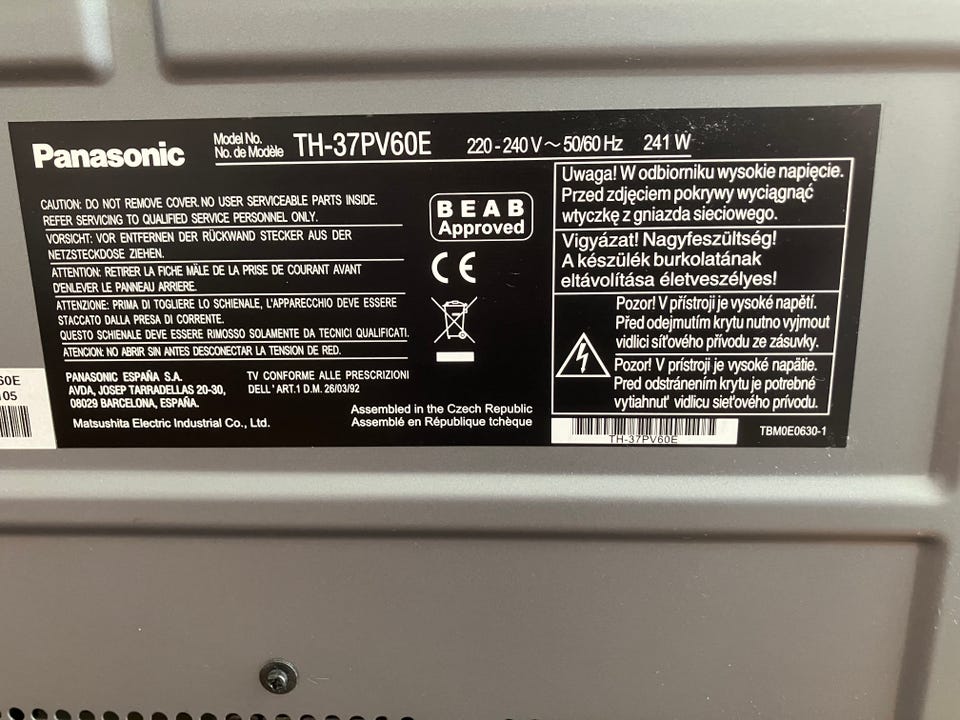 Panasonic
Model No.
No. de Modèle
TH-37PV60E
220 - 240 V ~ 50/60 Hz 241 W
CAUTION: DO NOT REMOVE COVER. NO USER SERVICEABLE PARTS INSIDE.
REFER SERVICING TO QUALIFIED SERVICE PERSONNEL ONLY.
VORSICHT: VOR ENTFERNEN DER RÜCKWAND STECKER AUS DER
NETZSTECKDOSE ZIEHEN.
ATTENTION: RETIRER LA FICHE MÂLE DE LA PRISE DE COURANT AVANT
D'ENLEVER LE PANNEAU ARRIERE.
ATTENZIONE: PRIMA DI TOGLIERE LO SCHIENALE, L'APPARECCHIO DEVE ESSERE
STACCATO DALLA PRESA DI CORRENTE.
QUESTO SCHIENALE DEVE ESSERE RIMOSSO SOLAMENTE DA TECNICI QUALIFICATI.
ATENCION: NO ABRIR SIN ANTES DESCONECTAR LA TENSION DE RED.
PANASONIC ESPAÑA S.A.
AVDA, JOSEP TARRADELLAS 20-30,
08029 BARCELONA, ESPAÑA.
TV CONFORME ALLE PRESCRIZIONI
DELL' ART.1 D.M. 26/03/92
Matsushita Electric Industrial Co., Ltd.
Assembled in the Czech Republic
Assemblé en République tchèque
BEAB
Approved
CE
Uwaga! W odbiorniku wysokie napięcie.
Przed zdjęciem pokrywy wyciągnąć
wtyczkę z gniazda sieciowego.
Vigyázat! Nagyfeszültség!
A készülék burkolatának
eltávolítása életveszélyes!
Pozor! V přístroji je vysoké napětí.
Před odejmutím krytu nutno vyjmout
vidlici síťového přívodu ze zásuvky.
Pozor! V prístroji je vysoké napätie.
Pred odstránením krytu je potrebné
vytiahnuť vidlicu sieťového prívodu.
TH-37PV60E
TBM0E0630-1
60E
105